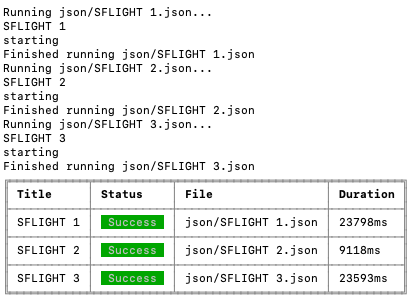 Running json/SFLIGHT 1.json...
SFLIGHT 1
starting
Finished running json/SFLIGHT 1.json
Running json/SFLIGHT 2.json...
SFLIGHT 2
starting
Finished running json/SFLIGHT 2.json
Running json/SFLIGHT 3.json...
SFLIGHT 3
starting
Finished running json/SFLIGHT 3.json
Title Status File Duration
SFLIGHT 1 Success json/SFLIGHT 1.json 23798ms
SFLIGHT 2 Success json/SFLIGHT 2.json 9118ms
SFLIGHT 3 Success json/SFLIGHT 3.json 23593ms